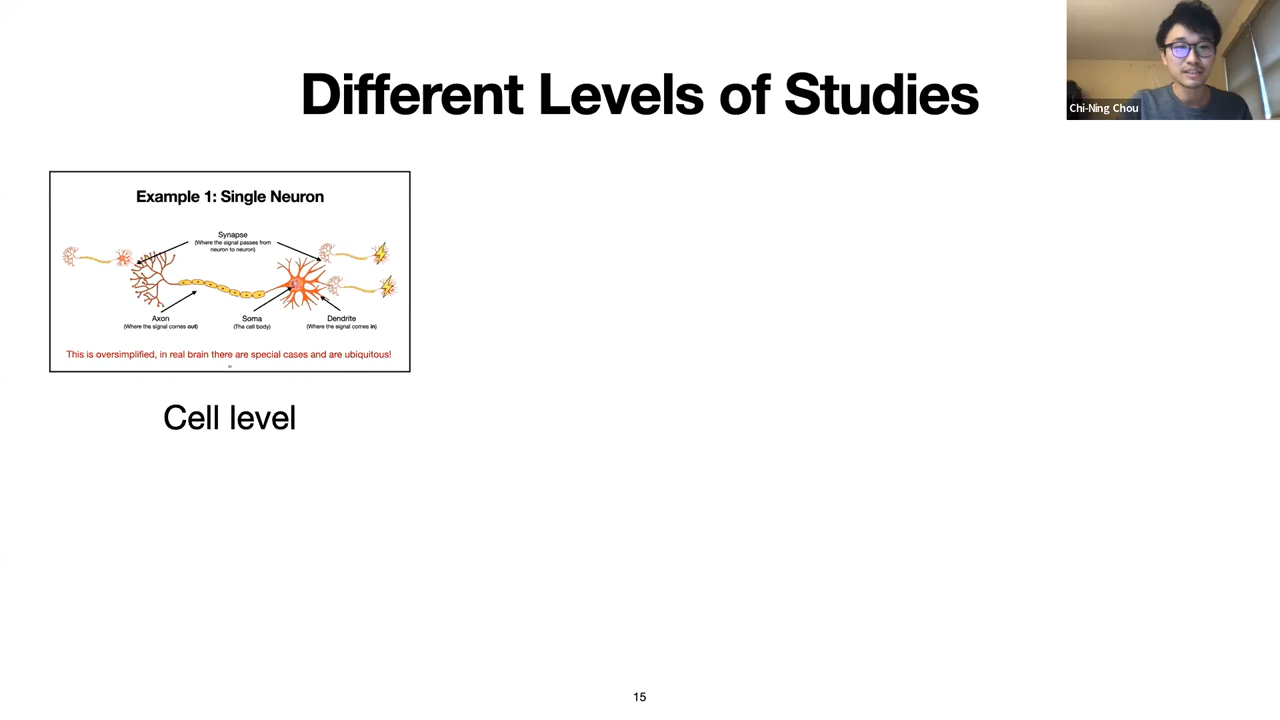 Different Levels of Studies
Chi-Ning Chou
Example 1: Single Neuron
Synapse
(Where the signal passes from
neuron to neuron)
Axon
(Where the signal comes out)
Soma
(The cell body)
Dendrite
(Where the signal comes in)
This is oversimplified, in real brain there are special cases and are ubiquitous!
Cell level
15